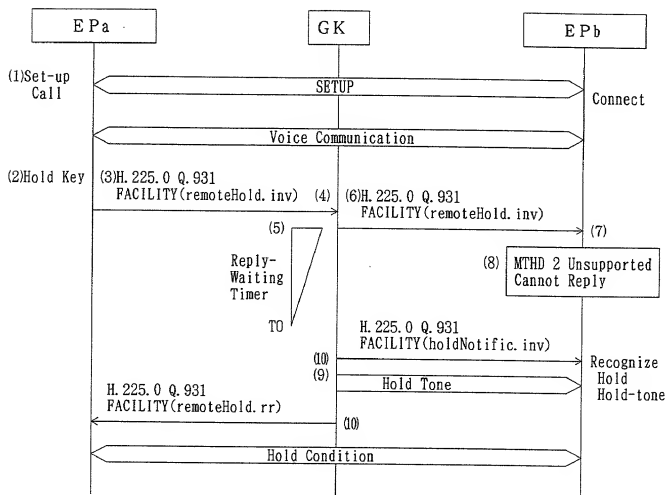 EPa
GK
EPb
(1)Set-up
Call
SETUP
Connect
Voice Communication
(2)Hold Key
(3)H.225.0 Q.931
FACILITY(remoteHold.inv)
(4)
(6)H.225.0 Q.931
FACILITY(remoteHold.inv)
(5)
(7)
Reply-
Waiting
Timer
(8)
MTHD 2 Unsupported
Cannot Reply
TO
H.225.0 Q.931
FACILITY(holdNotific.inv)
(10)
Recognize
Hold
Hold-tone
(9)
Hold Tone
H.225.0 Q.931
FACILITY(remoteHold.rr)
(10)
Hold Condition